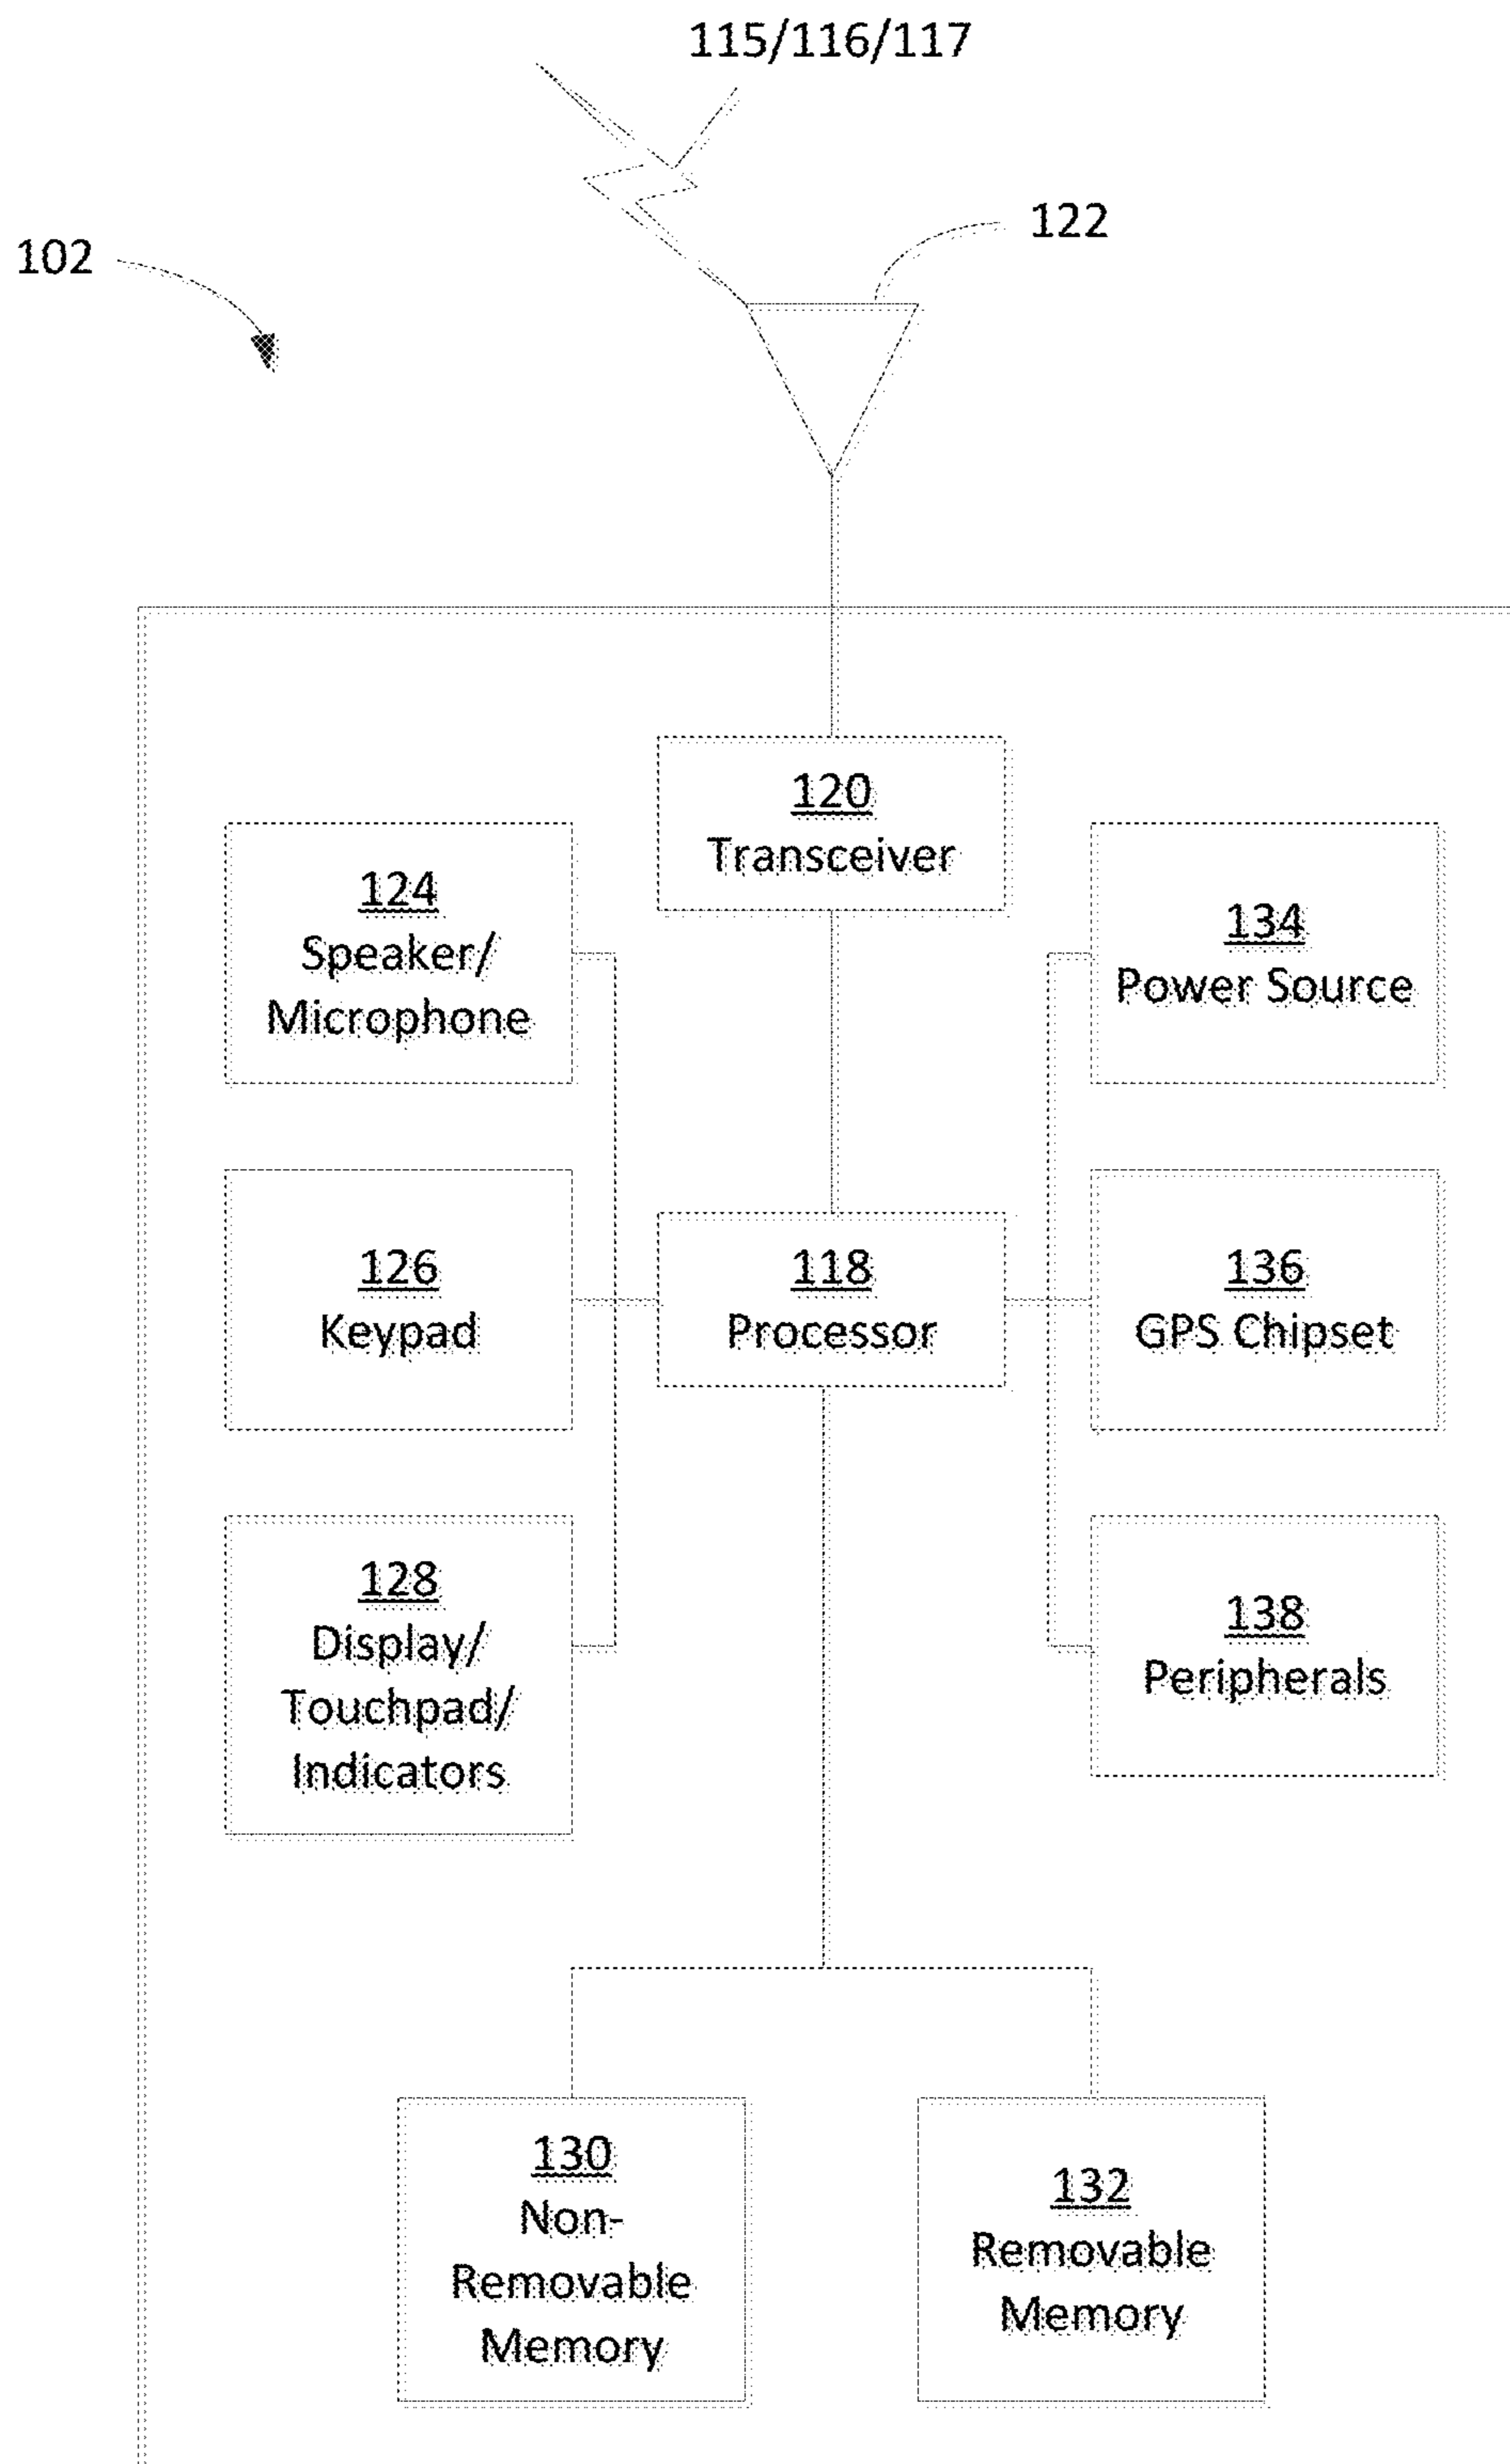 115/116/117
122
102
120
Transceiver
124
Speaker/
Microphone
134
Power Source
126
Keypad
118
Processor
136
GPS Chipset
128
Display/
Touchpad/
Indicators
138
Peripherals
130
Non-
Removable
Memory
132
Removable
Memory